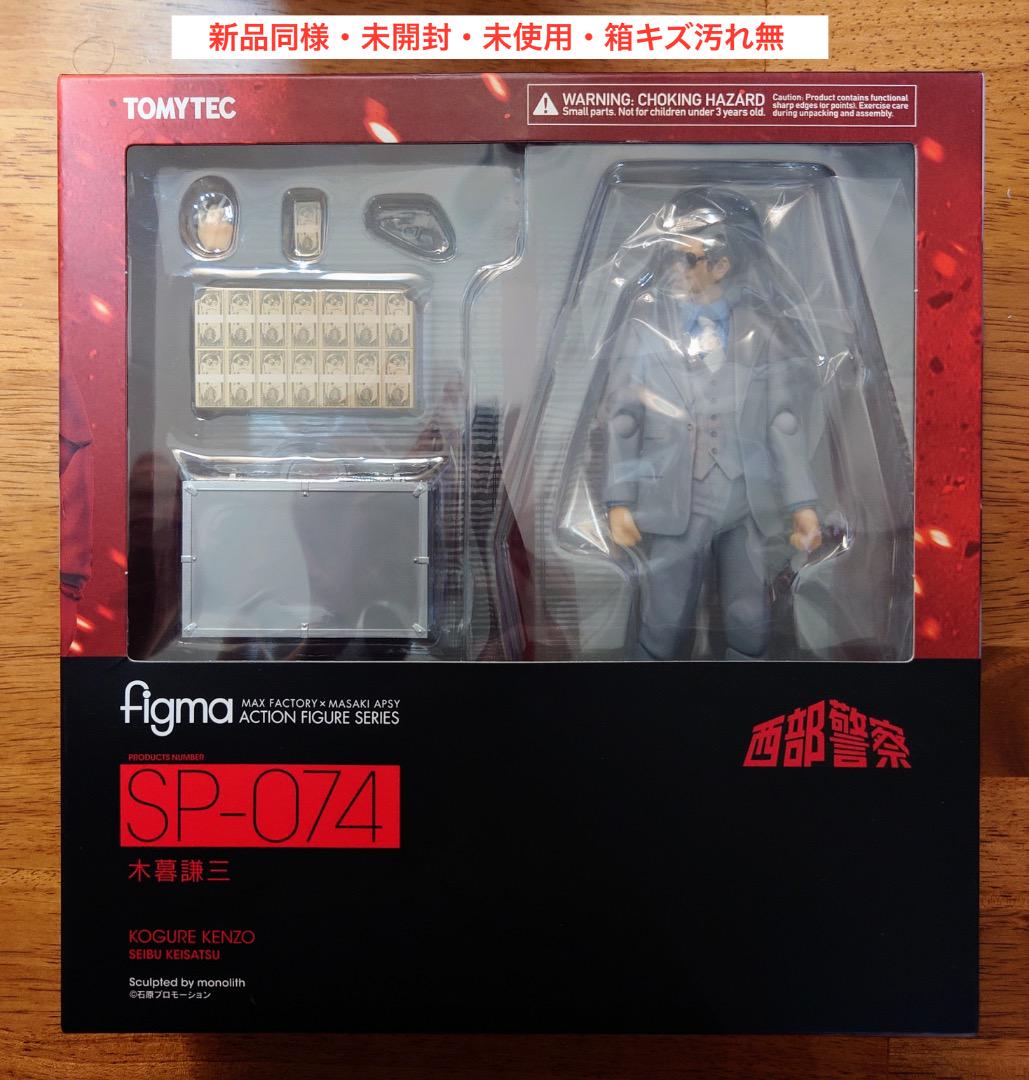 新品同様・未開封・未使用・箱キズ汚れ無
TOMYTEC
WARNING: CHOKING HAZARD
Small parts. Not for children under 3 years old.
Caution: Product contains functional
sharp edges (or points). Exercise care
during unpacking and assembly.
figma
MAX FACTORY×MASAKI APSY
ACTION FIGURE SERIES
西部警察
PRODUCTS NUMBER
SP-074
木暮謙三
KOGURE KENZO
SEIBU KEISATSU
Sculpted by monolith
©石原プロモーション